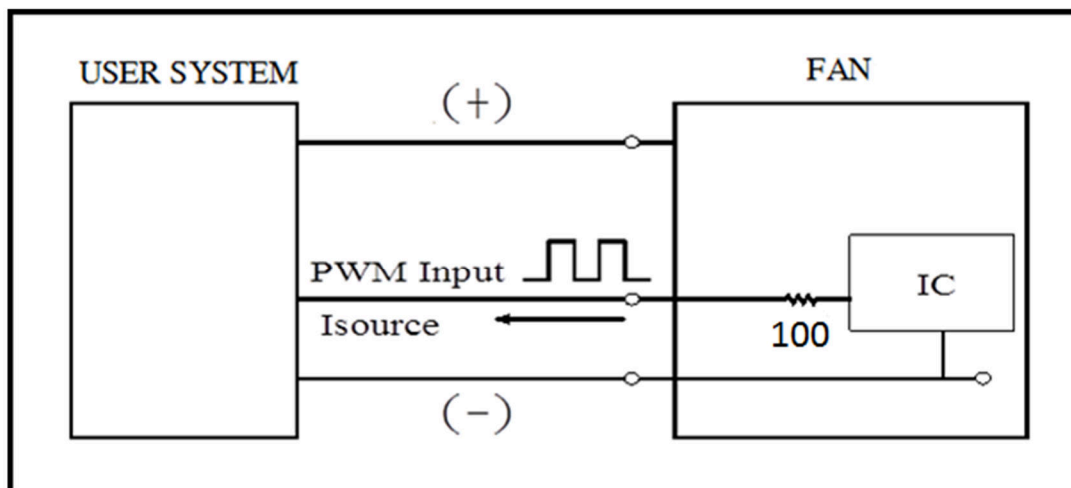 USER SYSTEM
FAN
(+)
PWM Input
IC
Isource
100
(-)